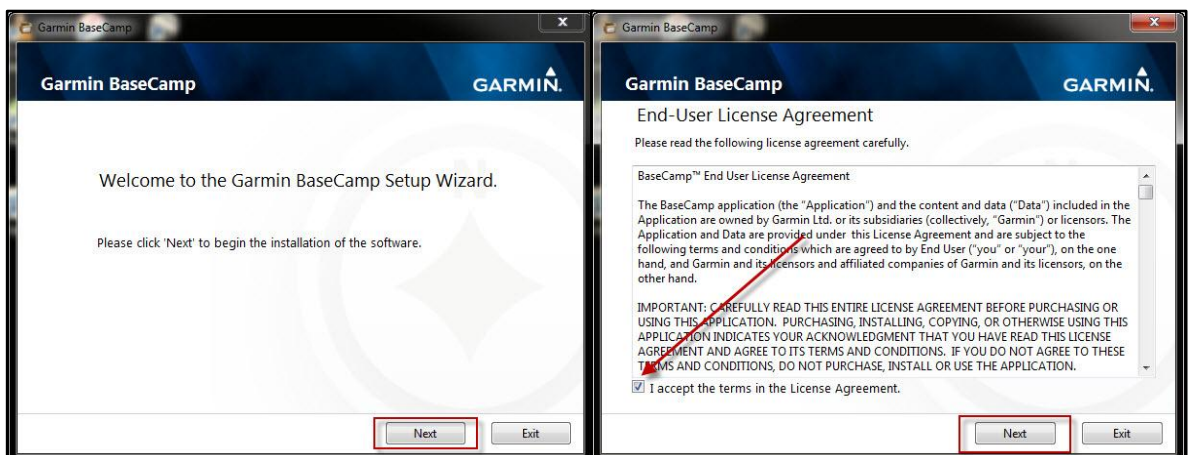 Garmin BaseCamp
Garmin BaseCamp
GARMIN.
Welcome to the Garmin BaseCamp Setup Wizard.
Please click 'Next' to begin the installation of the software.
Next
Exit
Garmin BaseCamp
Garmin BaseCamp
GARMIN.
End-User License Agreement
Please read the following license agreement carefully.
BaseCamp™ End User License Agreement
The BaseCamp application (the "Application") and the content and data ("Data") included in the
Application are owned by Garmin Ltd. or its subsidiaries (collectively, "Garmin") or licensors. The
Application and Data are provided under this License Agreement and are subject to the
following terms and conditions which are agreed to by End User ("you" or "your"), on the one
hand, and Garmin and its licensors and affiliated companies of Garmin and its licensors, on the
other hand.
IMPORTANT: CAREFULLY READ THIS ENTIRE LICENSE AGREEMENT BEFORE PURCHASING OR
USING THIS APPLICATION. PURCHASING, INSTALLING, COPYING, OR OTHERWISE USING THIS
APPLICATION INDICATES YOUR ACKNOWLEDGMENT THAT YOU HAVE READ THIS LICENSE
AGREEMENT AND AGREE TO ITS TERMS AND CONDITIONS. IF YOU DO NOT AGREE TO THESE
TERMS AND CONDITIONS, DO NOT PURCHASE, INSTALL OR USE THE APPLICATION.
I accept the terms in the License Agreement.
Next
Exit